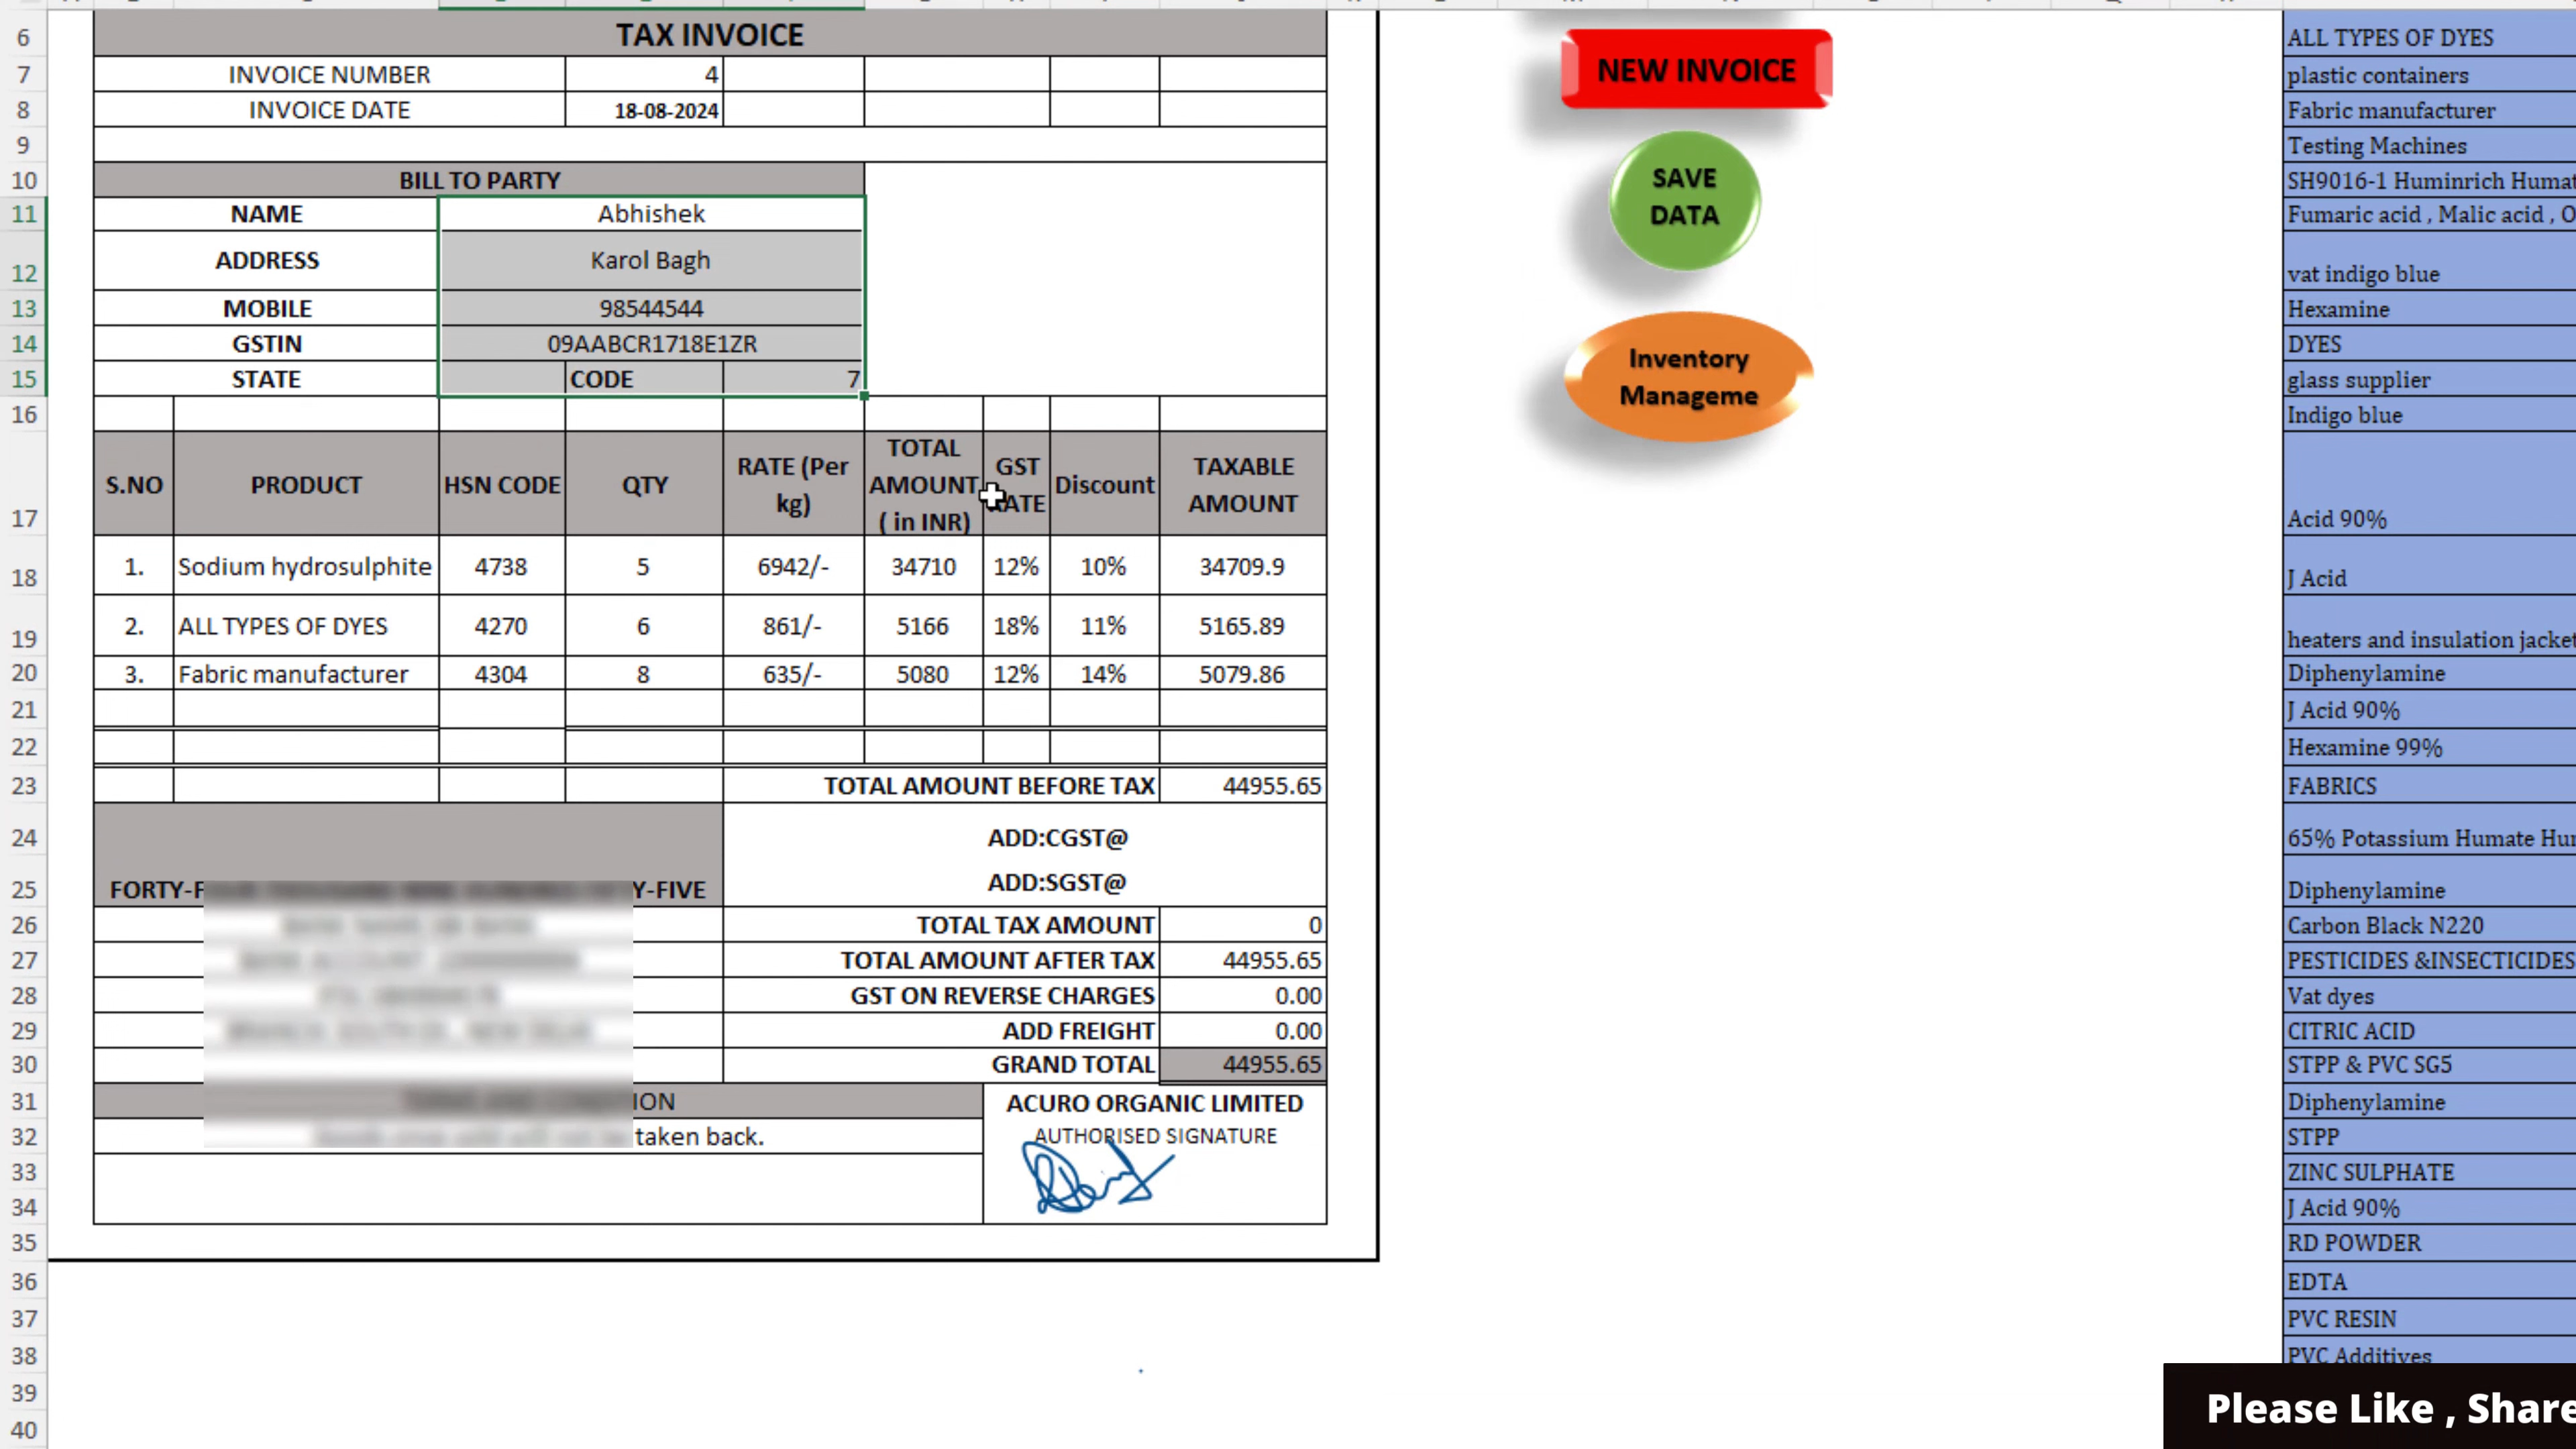 6 TAX INVOICE
7 INVOICE NUMBER 4
8 INVOICE DATE 18-08-2024
9
10 BILL TO PARTY
11 NAME Abhishek
12 ADDRESS Karol Bagh
13 MOBILE 98544544
14 GSTIN 09AABCR1718E1ZR
15 STATE CODE 7
16
17 S.NO PRODUCT HSN CODE QTY RATE (Per kg) TOTAL AMOUNT ( in INR) GST Discount TAXABLE AMOUNT
18 1. Sodium hydrosulphite 4738 5 6942/- 34710 12% 10% 34709.9
19 2. ALL TYPES OF DYES 4270 6 861/- 5166 18% 11% 5165.89
20 3. Fabric manufacturer 4304 8 635/- 5080 12% 14% 5079.86
21
22
23 TOTAL AMOUNT BEFORE TAX 44955.65
24 ADD:CGST@
25 ADD:SGST@
26 TOTAL TAX AMOUNT 0
27 TOTAL AMOUNT AFTER TAX 44955.65
28 GST ON REVERSE CHARGES 0.00
29 ADD FREIGHT 0.00
30 GRAND TOTAL 44955.65
31 ACURO ORGANIC LIMITED
32 taken back. AUTHORISED SIGNATURE
33
34
35
36
37
38
39
40
NEW INVOICE
SAVE
DATA
Inventory
Manageme
ALL TYPES OF DYES
plastic containers
Fabric manufacturer
Testing Machines
SH9016-1 Huminrich
Fumaric acid , Malic acid ,
vat indigo blue
Hexamine
DYES
glass supplier
Indigo blue
Acid 90%
J Acid
heaters and insulation
Diphenylamine
J Acid 90%
Hexamine 99%
FABRICS
65% Potassium Humate
Diphenylamine
Carbon Black N220
PESTICIDES &INSECTICIDES
Vat dyes
CITRIC ACID
STPP & PVC SG5
Diphenylamine
STPP
ZINC SULPHATE
J Acid 90%
RD POWDER
EDTA
PVC RESIN
PVC Additives
Please Like , Share